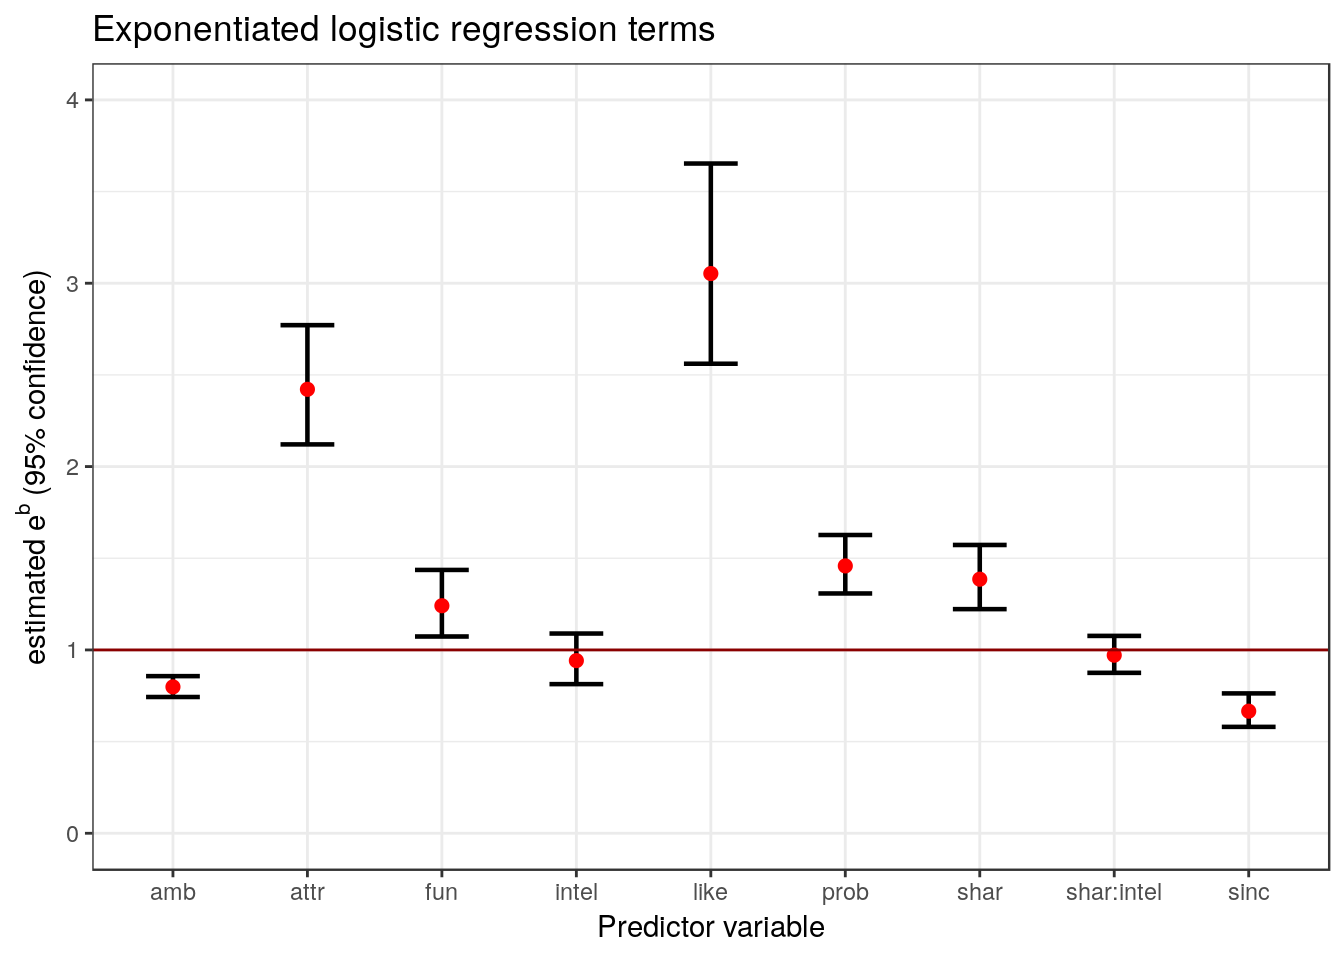 Exponentiated logistic regression terms
estimated e^b (95% confidence)
4
3
2
1
0
amb attr fun intel like prob shar shar:intel sinc
Predictor variable